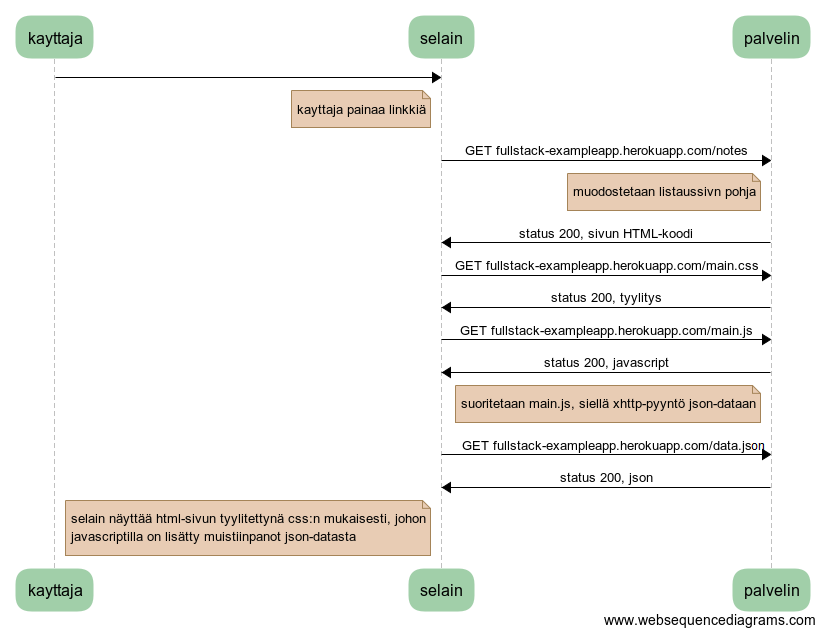 kayttaja
selain
palvelin
kayttaja painaa linkkiä
GET fullstack-exampleapp.herokuapp.com/notes
muodostetaan listaussivn pohja
status 200, sivun HTML-koodi
GET fullstack-exampleapp.herokuapp.com/main.css
status 200, tyylitys
GET fullstack-exampleapp.herokuapp.com/main.js
status 200, javascript
suoritetaan main.js, siellä xhttp-pyyntö json-dataan
GET fullstack-exampleapp.herokuapp.com/data.json
status 200, json
selain näyttää html-sivun tyylitettynä css:n mukaisesti, johon
javascriptilla on lisätty muistiinpanot json-datasta
kayttaja
selain
palvelin
www.websequencediagrams.com